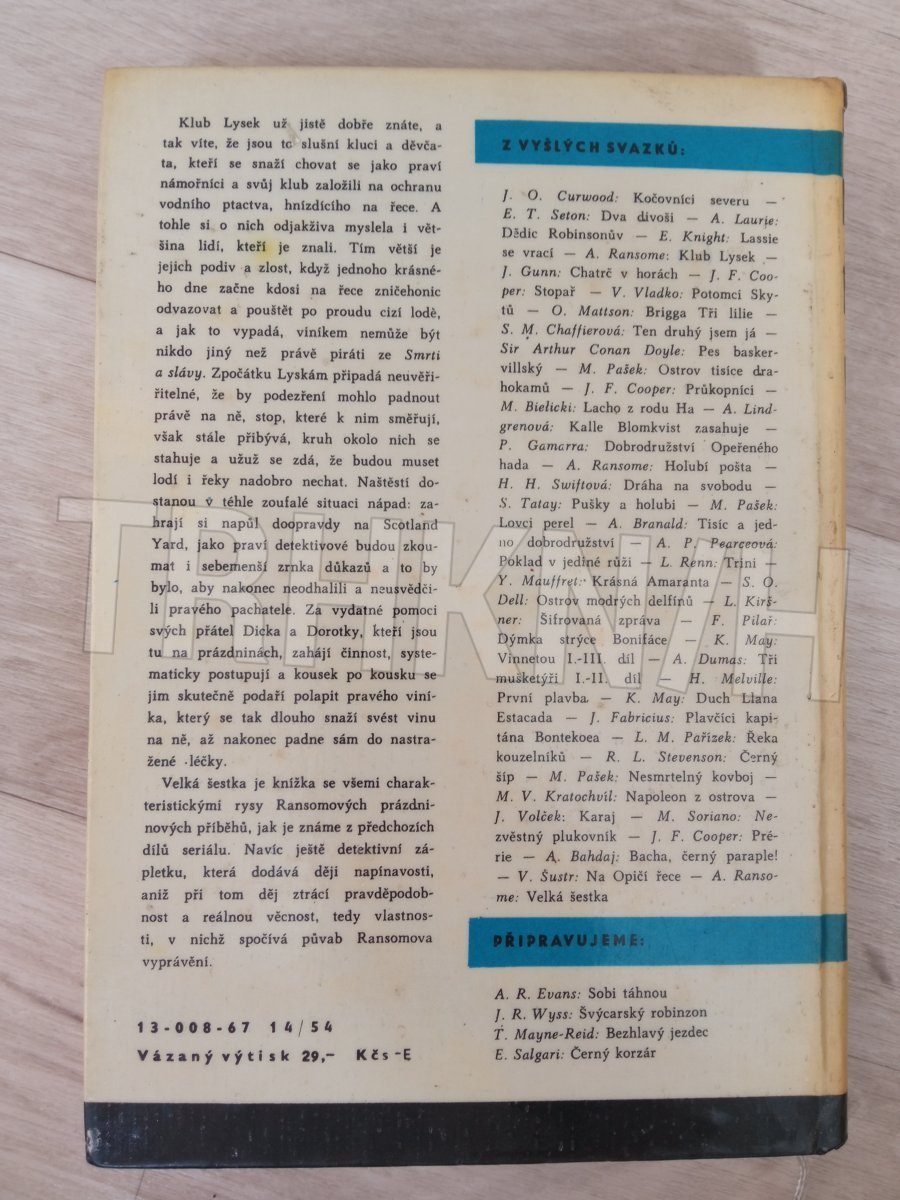 Klub Lysek už jistě dobře znáte, a
tak víte, že jsou to slušní kluci a děvča-
ta, kteří se snaží chovat se jako praví
námořníci a svůj klub založili na ochranu
vodního ptactva, hnízdícího na řece. A
tohle si o nich odjakživa myslela i vět-
šina lidí, kteří je znali. Tím větší je
jejich podiv a zlost, když jednoho krásné-
ho dne začne kdosi na řece zničehonic
odvazovat a pouštět po proudu cizí lodě,
a jak to vypadá, viníkem nemůže být
nikdo jiný než právě piráti ze Smrti
a slávy. Zpočátku Lyskám připadá neuvěři-
řitelné, že by podezření mohlo padnout
právě na ně, stop, které k nim směřují,
však stále přibývá, kruh okolo nich se
stahuje a užuž se zdá, že budou muset
lodí i řeky nadobro nechat. Naštěstí do-
stanou v téhle zoufalé situaci nápad: za-
hrají si napůl doopravdy na Scotland
Yard, jako praví detektivové budou zkou-
mat i sebemenší zrnka důkazů a to by
bylo, aby nakonec neodhalili a neusvědči-
li pravého pachatele. Za vydatné pomoci
svých přátel Dicka a Dorotky, kteří jsou
tu na prázdninách, zahájí činnost, syste-
maticky postupují a kousek po kousku se
jim skutečně podaří polapit pravého viní-
ka, který se tak dlouho snaží svést vinu
na ně, až nakonec padne sám do nastra-
žené léčky.
Velká šestka je knížka se všemi charak-
teristickými rysy Ransomových prázdni-
nových příběhů, jak je známe z předchozích
dílů seriálu. Navíc ještě detektivní zá-
pletku, která dodává ději napínavosti,
aniž při tom děj ztrácí pravděpodob-
nost a reálnou věcnost, tedy vlastnos-
ti, v nichž spočívá půvab Ransomova
vyprávění.
13-008-67 14/54
Vázaný výtisk 29,- Kčs-E
Z VYŠLÝCH SVAZKŮ:
J. O. Curwood: Kočovníci severu —
E. T. Seton: Dva divoši — A. Laurie:
Dědic Robinsonův — E. Knight: Lassie
se vrací — A. Ransome: Klub Lysek —
J. Gunn: Chatrč v horách — J. F. Coo-
per: Stopař — V. Vladko: Potomci Sky-
tů — O. Mattson: Brigga Tři lilie —
S. M. Chaffierová: Ten druhý jsem já —
Sir Arthur Conan Doyle: Pes basker-
villský — M. Pašek: Ostrov tisíce dra-
hokamů — J. F. Cooper: Průkopníci —
M. Bielicki: Lacho z rodu Ha — A. Lind-
grenová: Kalle Blomkvist zasahuje —
P. Gamarra: Dobrodružství Opeřeného
hada — A. Ransome: Holubí pošta —
H. H. Swiftová: Dráha na svobodu —
S. Tatay: Pušky a holubi — M. Pašek:
Lovci perel — A. Branald: Tisíc a jed-
no dobrodružství — A. P. Pearceová:
Poklad v jediné růži — L. Renn: Trini —
Y. Mauffret: Krásná Amaranta — S. O.
Dell: Ostrov modrých delfínů — L. Kirš-
ner: Šifrovaná zpráva — F. Pilař:
Dýmka strýce Bonifáce — K. May:
Vinnetou I.-III. díl — A. Dumas: Tři
mušketýři I.-II. díl — H. Melville:
První plavba — K. May: Duch Llana
Estacada — J. Fabricius: Plavčíci kapi-
tána Bontekoea — L. M. Pařízek: Řeka
kouzelníků — R. L. Stevenson: Černý
šíp — M. Pašek: Nesmrtelný kovboj —
M. V. Kratochvíl: Napoleon z ostrova —
J. Volček: Karaj — M. Soriano: Ne-
zvěstný plukovník — J. F. Cooper: Pré-
rie — A. Bahdaj: Bacha, černý paraple!
— V. Šustr: Na Opičí řece — A. Ranso-
me: Velká šestka
PŘIPRAVUJEME:
A. R. Evans: Sobi táhnou
J. R. Wyss: Švýcarský robinzon
T. Mayne-Reid: Bezhlavý jezdec
E. Salgari: Černý korzár
TRHKNIH